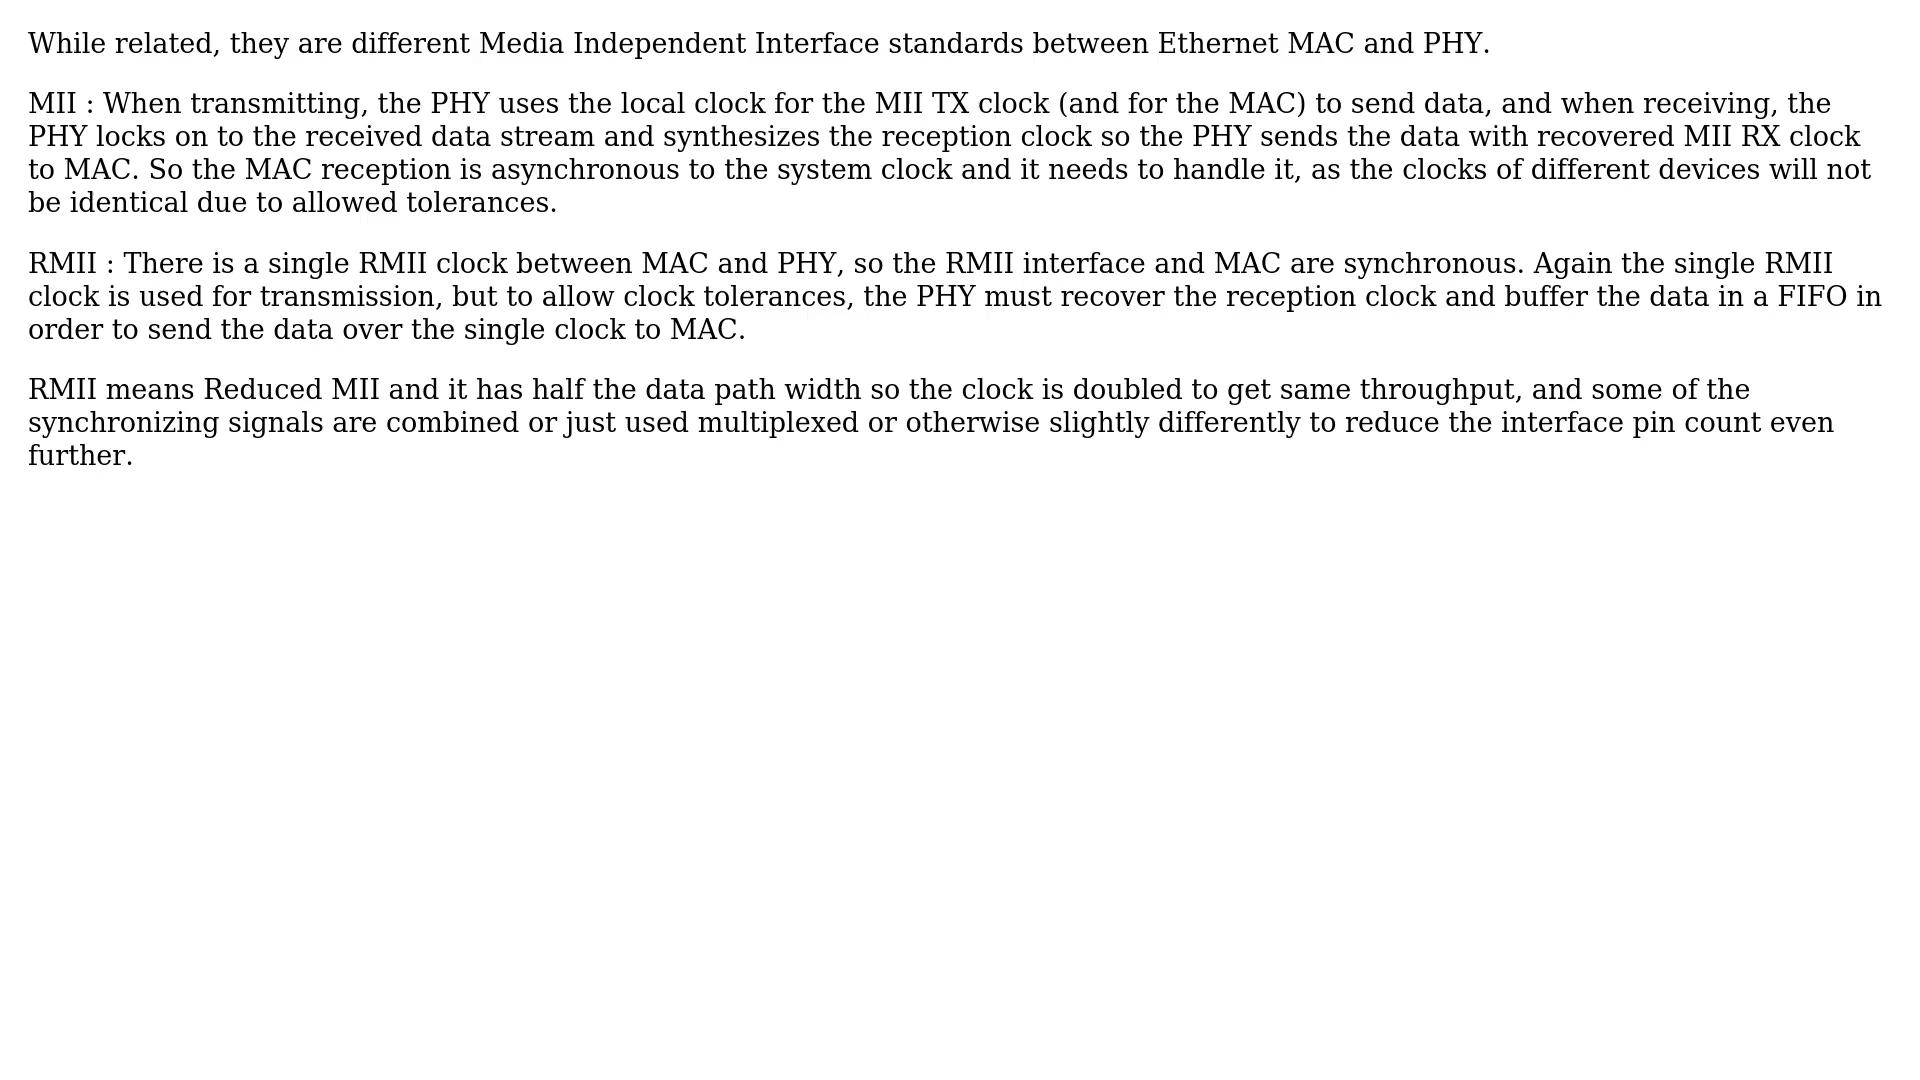 While related, they are different Media Independent Interface standards between Ethernet MAC and PHY.
MII : When transmitting, the PHY uses the local clock for the MII TX clock (and for the MAC) to send data, and when receiving, the
PHY locks on to the received data stream and synthesizes the reception clock so the PHY sends the data with recovered MII RX clock
to MAC. So the MAC reception is asynchronous to the system clock and it needs to handle it, as the clocks of different devices will not
be identical due to allowed tolerances.
RMII : There is a single RMII clock between MAC and PHY, so the RMII interface and MAC are synchronous. Again the single RMII
clock is used for transmission, but to allow clock tolerances, the PHY must recover the reception clock and buffer the data in a FIFO in
order to send the data over the single clock to MAC.
RMII means Reduced MII and it has half the data path width so the clock is doubled to get same throughput, and some of the
synchronizing signals are combined or just used multiplexed or otherwise slightly differently to reduce the interface pin count even
further.